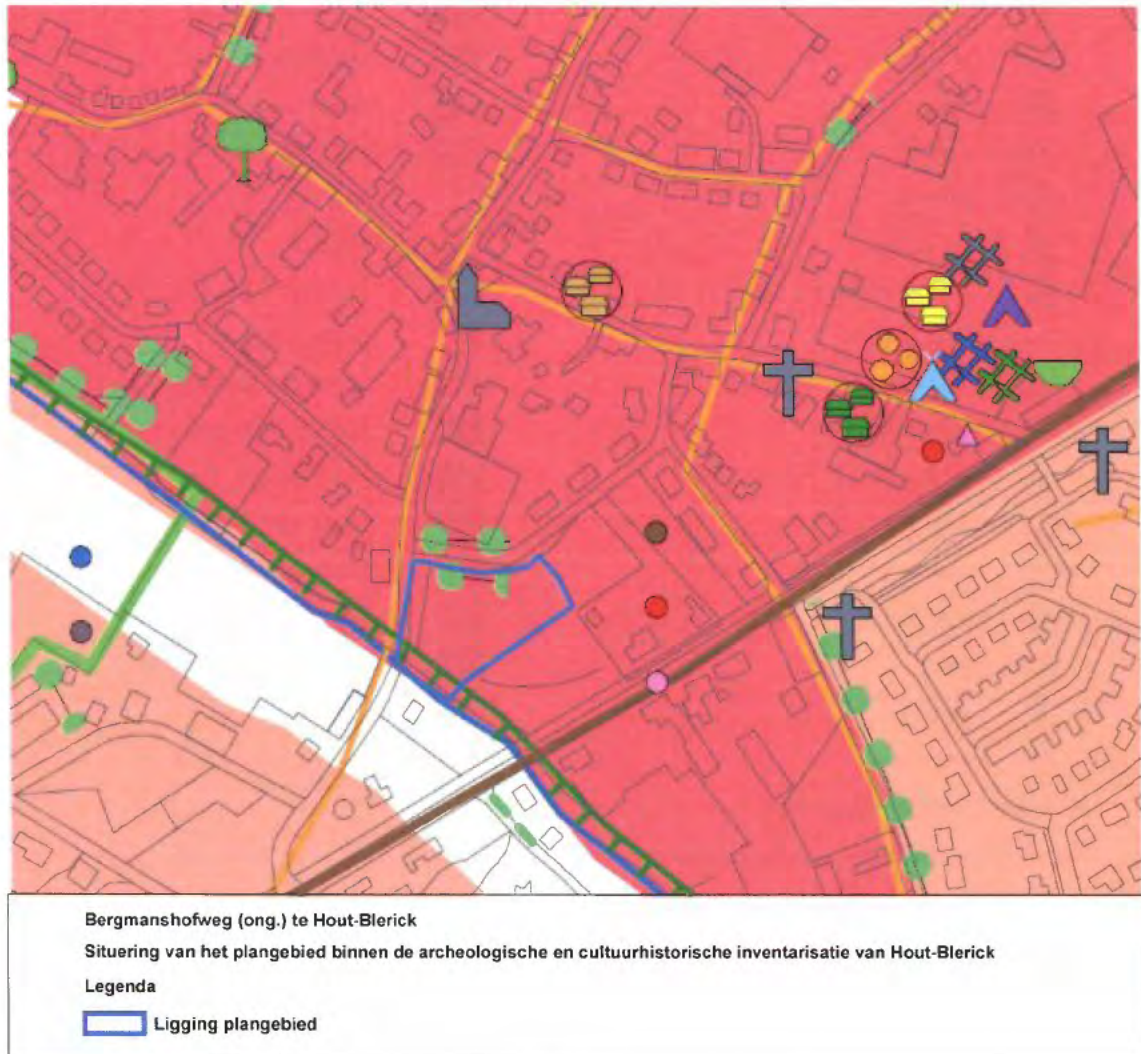 Bergmanshofweg (ong.) te Hout-Blerick
Situering van het plangebied binnen de archeologische en cultuurhistorische inventarisatie van Hout-Blerick
Legenda
Ligging plangebied